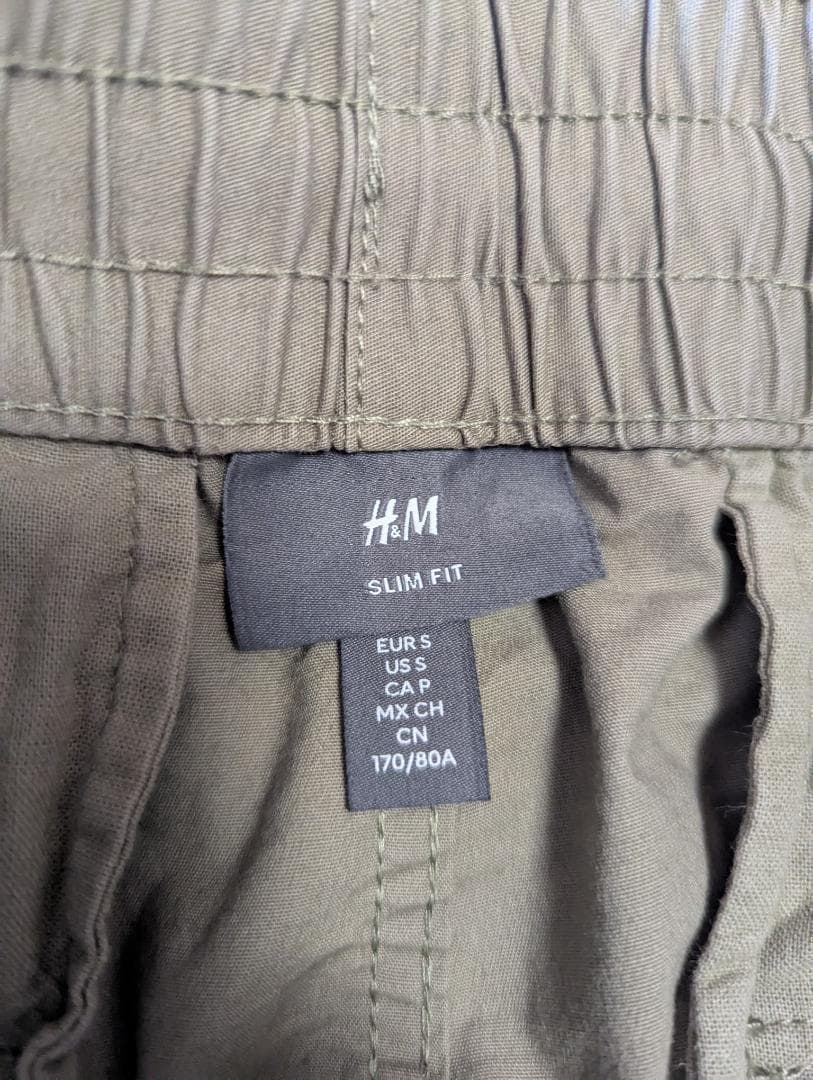 H&M
SLIM FIT
EUR S
US S
CA P
MX CH
CN
170/80A